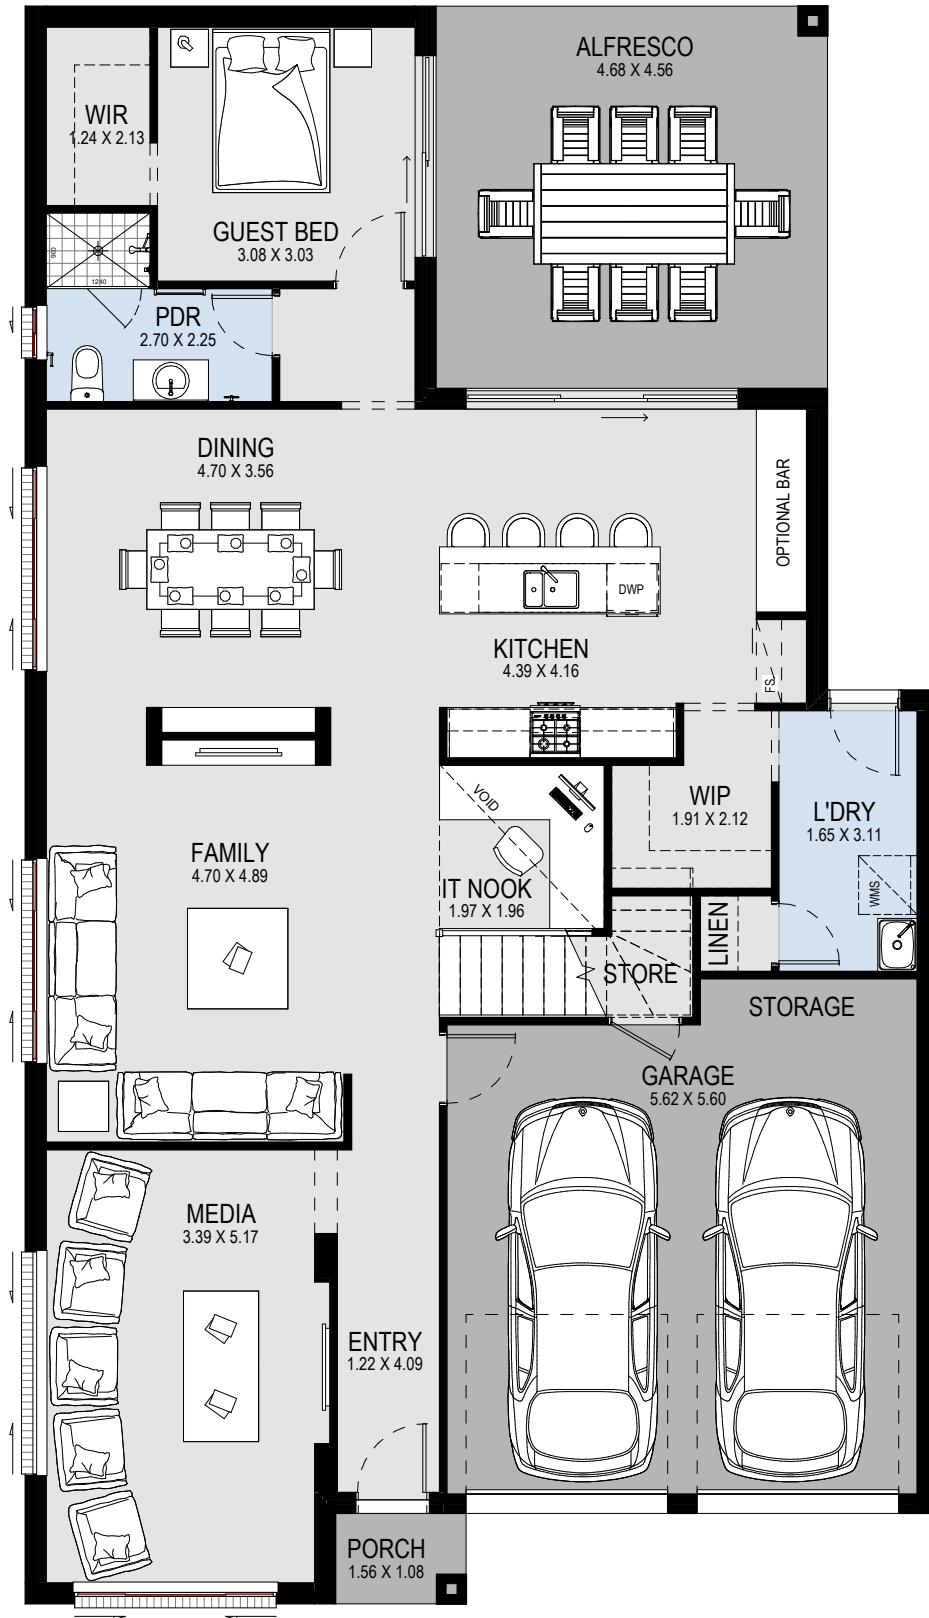 ALFRESCO
4.68 X 4.56
WIR
1.24 X 2.13
GUEST BED
3.08 X 3.03
900
1240
PDR
2.70 X 2.25
DINING
4.70 X 3.56
OPTIONAL BAR
DWP
KITCHEN
4.39 X 4.16
FS
VOID
WIP
1.91 X 2.12
L'DRY
1.65 X 3.11
FAMILY
4.70 X 4.89
IT NOOK
1.97 X 1.96
WMS
LINEN
STORE
STORAGE
GARAGE
5.62 X 5.60
MEDIA
3.39 X 5.17
ENTRY
1.22 X 4.09
PORCH
1.56 X 1.08